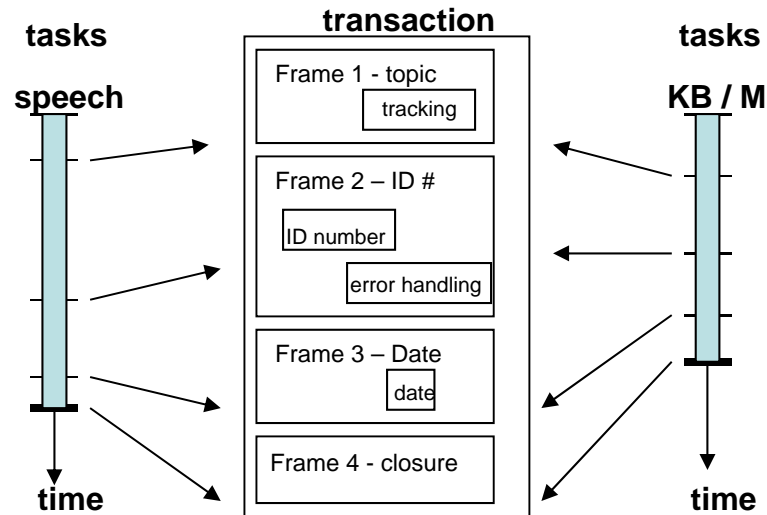 transaction
tasks
tasks
speech
KB / M
Frame 1 - topic
tracking
Frame 2 – ID #
ID number
error handling
Frame 3 – Date
date
Frame 4 - closure
time
time